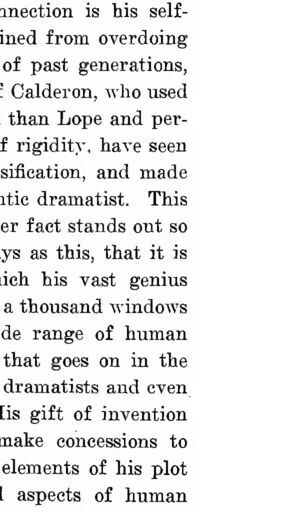 nnection is his self-
ined from overdoing
of past generations,
Calderon, who used
than Lope and per-
f rigidity, have seen
sification, and made
ntic dramatist. This
er fact stands out so
ys as this, that it is
ich his vast genius
a thousand windows
de range of human
that goes on in the
dramatists and even
His gift of invention
make concessions to
elements of his plot
l aspects of human